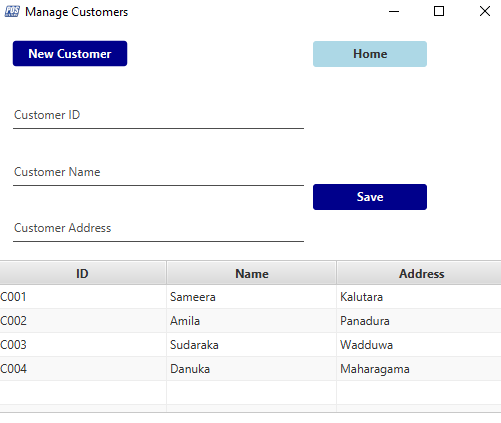 POS Manage Customers
New Customer Home
Customer ID
Customer Name
Save
Customer Address
ID Name Address
C001 Sameera Kalutara
C002 Amila Panadura
C003 Sudaraka Wadduwa
C004 Danuka Maharagama